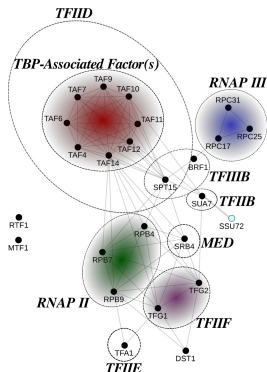 TFIID
TBP-Associated Factor(s)
TAF9
TAF7
TAF10
TAF6
TAF11
TAF4
TAF12
TAF14
RNAP III
RPC31
RPC17
RPC25
BRF1
TFIIIB
SPT15
SUA7
TFIIB
SSU72
RTF1
MTF1
RPB4
SRB4
MED
RPB7
RNAP II
RPB9
TFG2
TFG1
TFIIF
TFA1
TFIIE
DST1